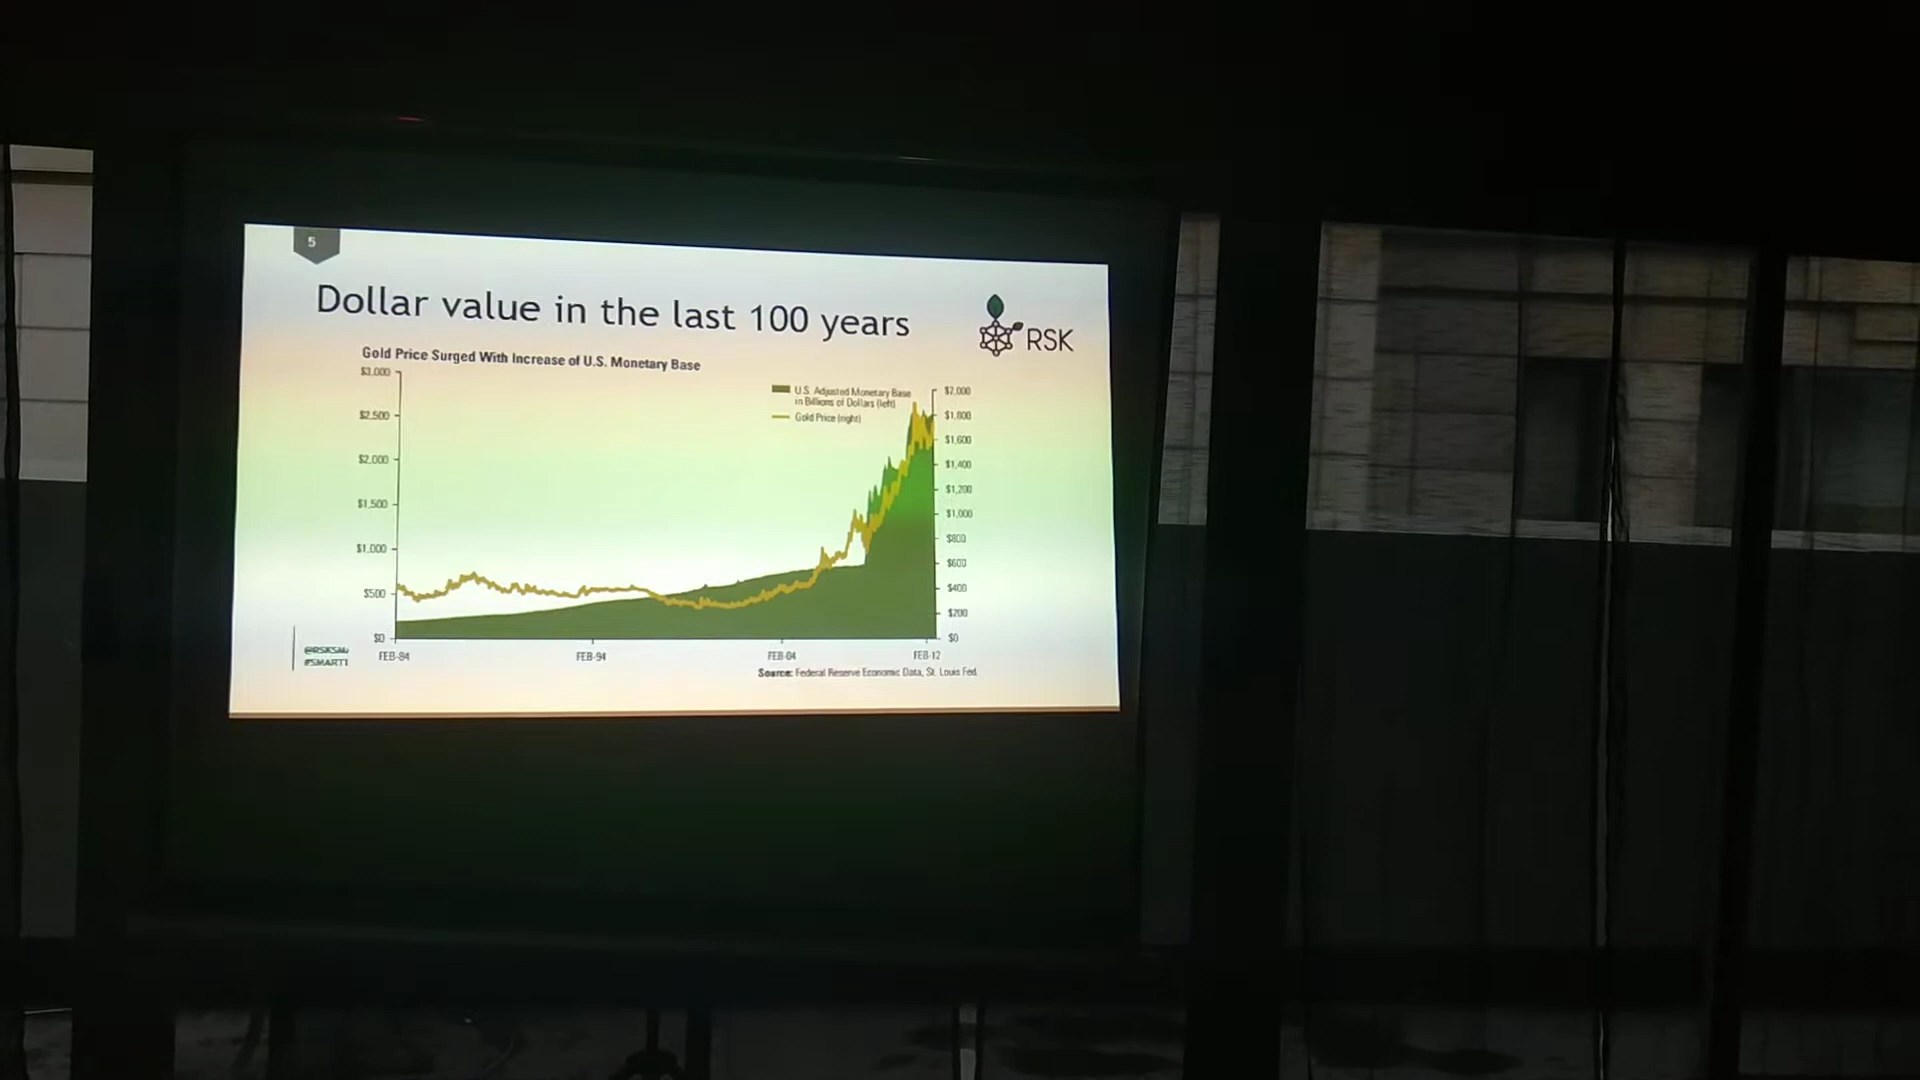 5
Dollar value in the last 100 years
RSK
Gold Price Surged With Increase of U.S. Monetary Base
U.S. Adjusted Monetary Base
in Billions of Dollars (left)
Gold Price (right)
$3,000
$2,500
$2,000
$1,500
$1,000
$500
$0
$2,000
$1,800
$1,600
$1,400
$1,200
$1,000
$800
$600
$400
$200
$0
FEB-84
FEB-94
FEB-04
FEB-12
Source: Federal Reserve Economic Data, St. Louis Fed.